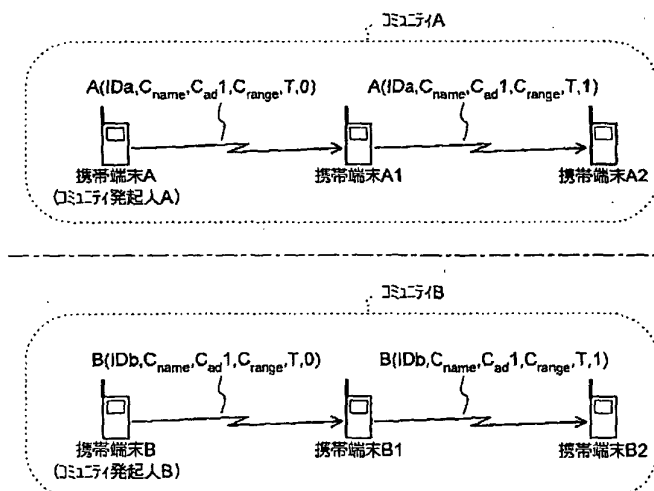 コミュニティA
A(IDa,Cname,Cad1,Crange,T,0) A(IDa,Cname,Cad1,Crange,T,1)
携帯端末A 携帯端末A1 携帯端末A2
(コミュニティ発起人A)
コミュニティB
B(IDb,Cname,Cad1,Crange,T,0) B(IDb,Cname,Cad1,Crange,T,1)
携帯端末B 携帯端末B1 携帯端末B2
(コミュニティ発起人B)